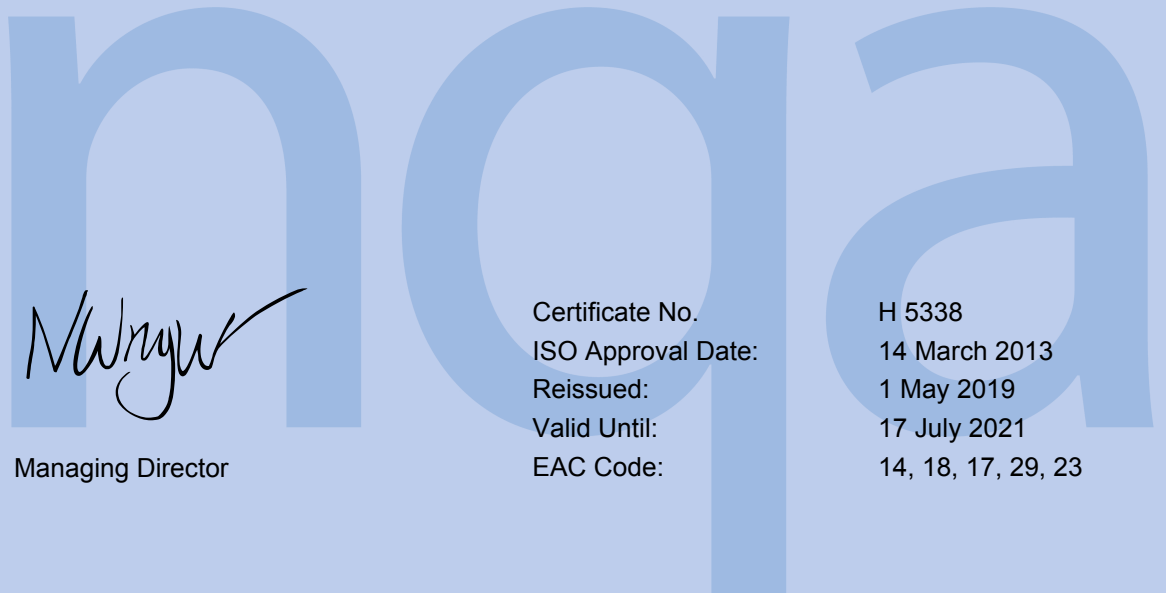 nqa
Certificate No. H 5338
ISO Approval Date: 14 March 2013
Reissued: 1 May 2019
Valid Until: 17 July 2021
Managing Director
EAC Code: 14, 18, 17, 29, 23